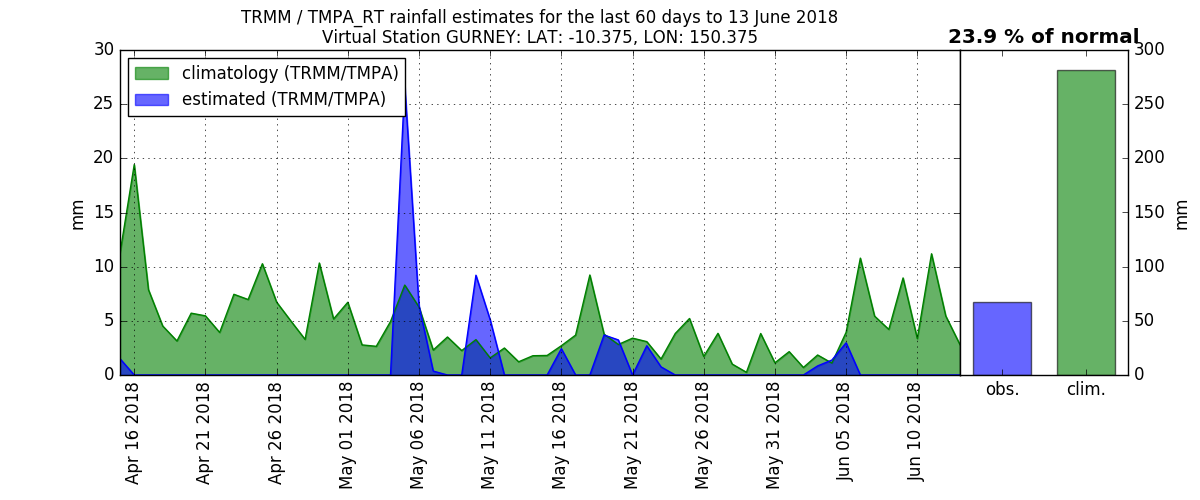 TRMM / TMPA_RT rainfall estimates for the last 60 days to 13 June 2018
Virtual Station GURNEY: LAT: -10.375, LON: 150.375
23.9 % of normal
climatology (TRMM/TMPA)
estimated (TRMM/TMPA)
mm
30
25
20
15
10
5
0
Apr 16 2018
Apr 21 2018
Apr 26 2018
May 01 2018
May 06 2018
May 11 2018
May 16 2018
May 21 2018
May 26 2018
May 31 2018
Jun 05 2018
Jun 10 2018
obs.
clim.
300
250
200
150
100
50
0
mm